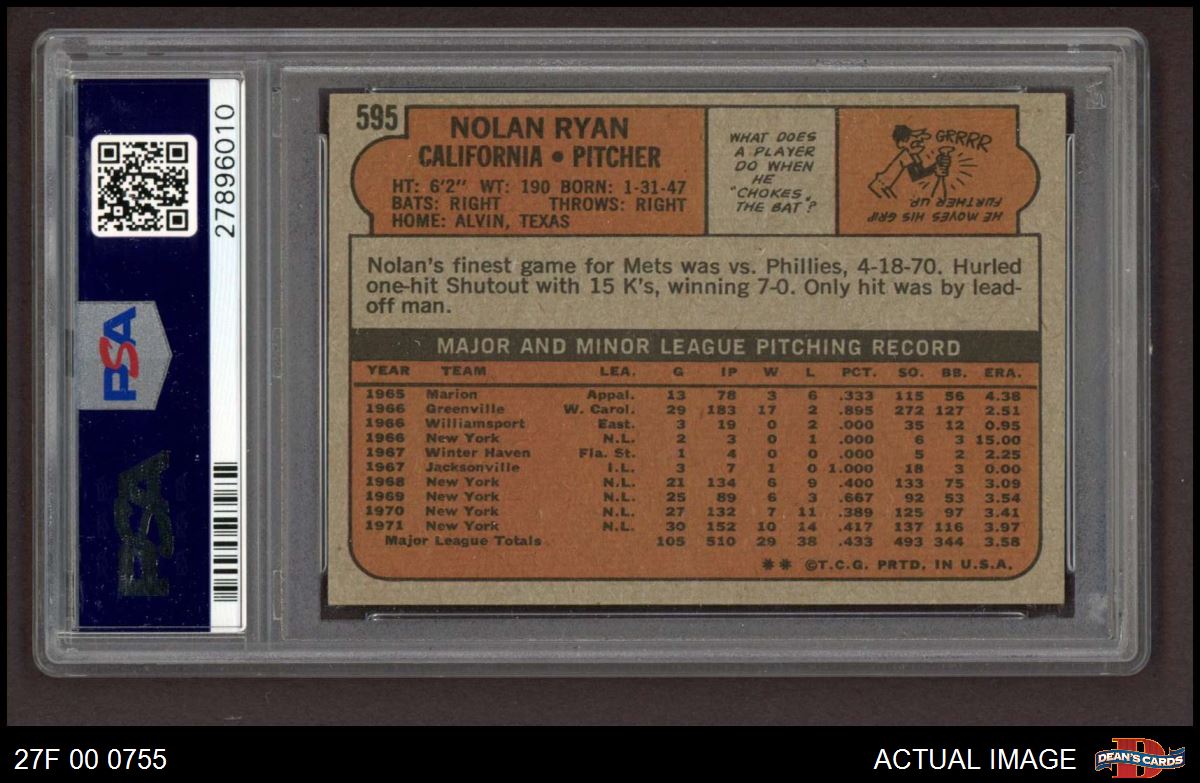 27896010
PSA
PSA
595
NOLAN RYAN
CALIFORNIA • PITCHER
HT: 6'2" WT: 190 BORN: 1-31-47
BATS: RIGHT THROWS: RIGHT
HOME: ALVIN, TEXAS
WHAT DOES
A PLAYER
DO WHEN
HE
"CHOKES"
THE BAT?
GRRRR
HE MOVES HIS GRIP
FURTHER UP
Nolan's finest game for Mets was vs. Phillies, 4-18-70. Hurled
one-hit Shutout with 15 K's, winning 7-0. Only hit was by lead-
off man.
MAJOR AND MINOR LEAGUE PITCHING RECORD
YEAR TEAM LEA. G IP W L PCT. SO. BB. ERA.
1965 Marion Appal. 13 78 3 6 .333 115 56 4.38
1966 Greenville W. Carol. 29 183 17 2 .895 272 127 2.51
1966 Williamsport East. 3 19 0 2 .000 35 12 0.95
1966 New York N.L. 2 3 0 1 .000 6 3 15.00
1967 Winter Haven Fla. St. 1 4 0 0 .000 5 2 2.25
1967 Jacksonville I.L. 3 7 1 0 1.000 18 3 0.00
1968 New York N.L. 21 134 6 9 .400 133 75 3.09
1969 New York N.L. 25 89 6 3 .667 92 53 3.54
1970 New York N.L. 27 132 7 11 .389 125 97 3.41
1971 New York N.L. 30 152 10 14 .417 137 116 3.97
Major League Totals 105 510 29 38 .433 493 344 3.58
** ©T.C.G. PRTD. IN U.S.A.
27F 00 0755
ACTUAL IMAGE
D
DEAN'S CARDS